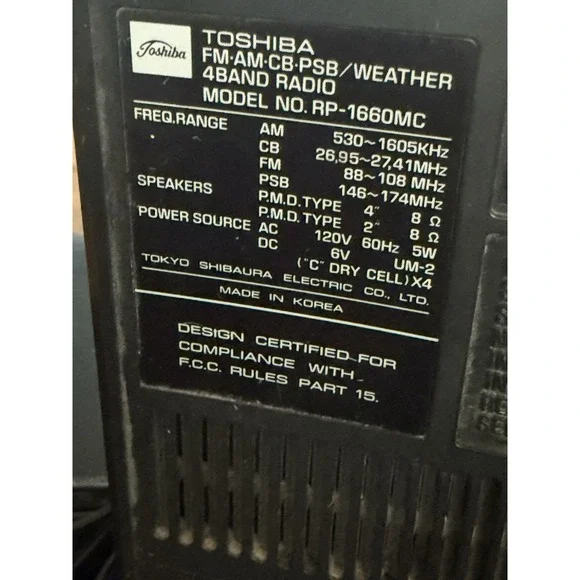 Toshiba
TOSHIBA
FM·AM·CB·PSB/WEATHER
4BAND RADIO
MODEL NO. RP-1660MC
FREQ.RANGE AM 530~1605KHz
CB 26,95~27,41MHz
FM 88~108 MHz
PSB 146~174MHz
SPEAKERS P.M.D.TYPE 4" 8 Ω
P.M.D.TYPE 2" 8 Ω
POWER SOURCE AC 120V 60Hz 5W
DC 6V UM-2
("C" DRY CELL)X4
TOKYO SHIBAURA ELECTRIC CO., LTD.
MADE IN KOREA
DESIGN CERTIFIED FOR
COMPLIANCE WITH
F.C.C. RULES PART 15.